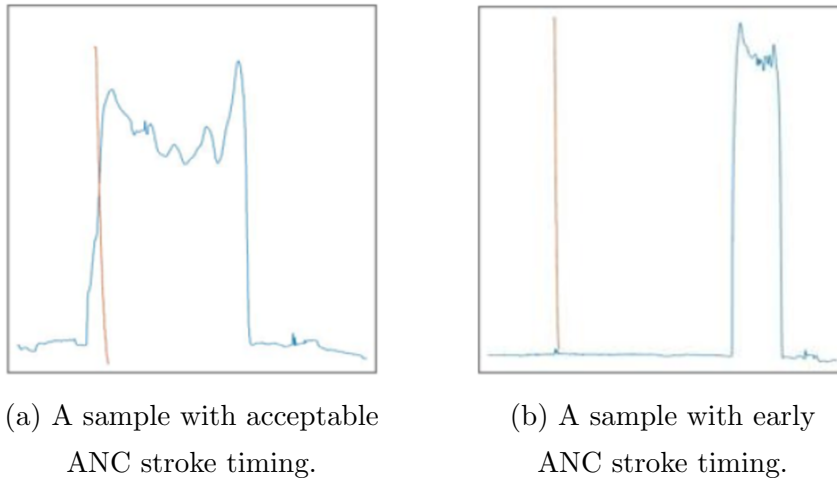 (a) A sample with acceptable
ANC stroke timing.
(b) A sample with early
ANC stroke timing.